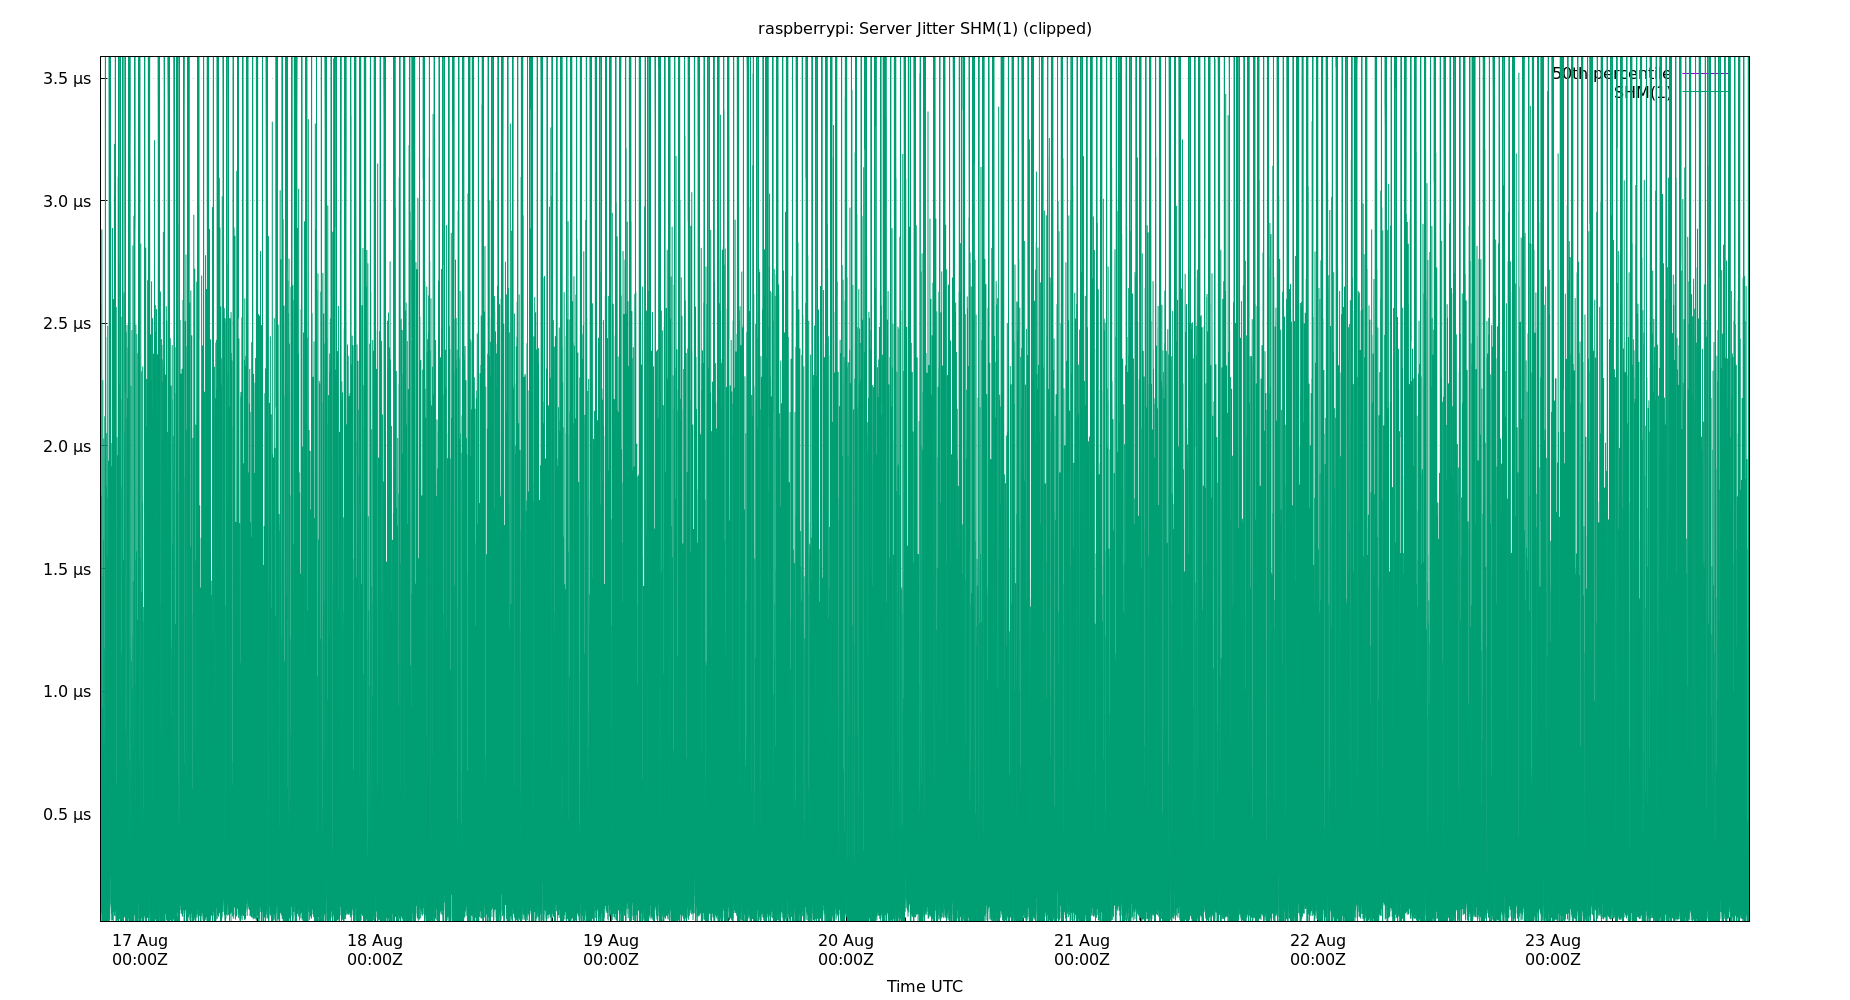 raspberrypi: Server Jitter SHM(1) (clipped)
3.5 μs
50th percentile
SHM(1)
3.0 μs
2.5 μs
2.0 μs
1.5 μs
1.0 μs
0.5 μs
17 Aug 18 Aug 19 Aug 20 Aug 21 Aug 22 Aug 23 Aug
00:00Z 00:00Z 00:00Z 00:00Z 00:00Z 00:00Z 00:00Z
Time UTC